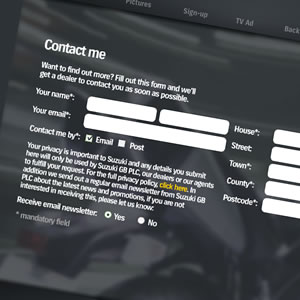 Pictures Sign-up TV Ad Back
Contact me
Want to find out more? Fill out this form and we'll
get a dealer to contact you as soon as possible.
Your name*:
Your email*: House*:
Contact me by*: Email Post Street:
Town*:
County*:
Postcode*:
Your privacy is important to Suzuki and any details you submit
here will only be used by Suzuki GB PLC, our dealers or our agents
to fulfil your request. For the full privacy policy, click here. In
addition we send out a regular email newsletter from Suzuki GB
PLC about the latest news and promotions, if you are not
interested in receiving this, please let us know:
Receive email newsletter: Yes No
* mandatory field